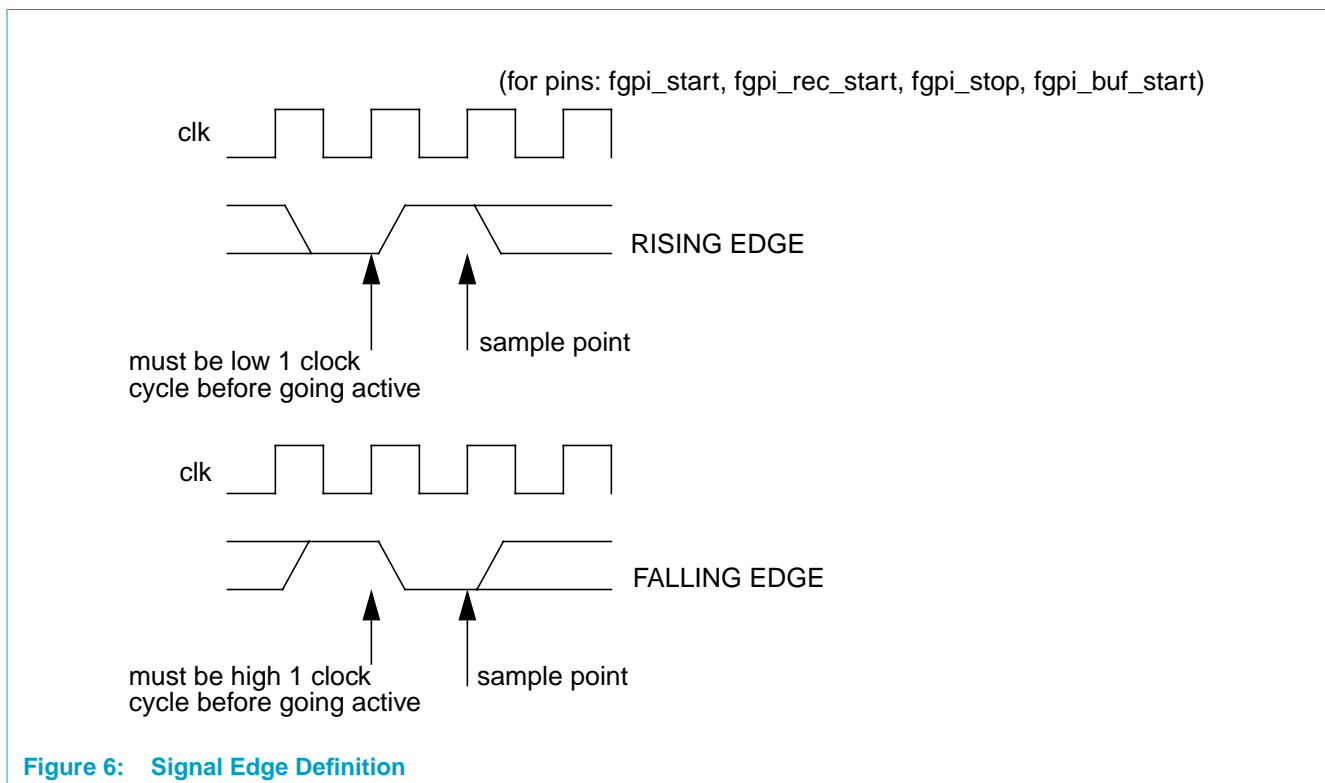 (for pins: fgpi_start, fgpi_rec_start, fgpi_stop, fgpi_buf_start)
clk
RISING EDGE
sample point
must be low 1 clock
cycle before going active
clk
FALLING EDGE
must be high 1 clock
cycle before going active
sample point
Figure 6: Signal Edge Definition